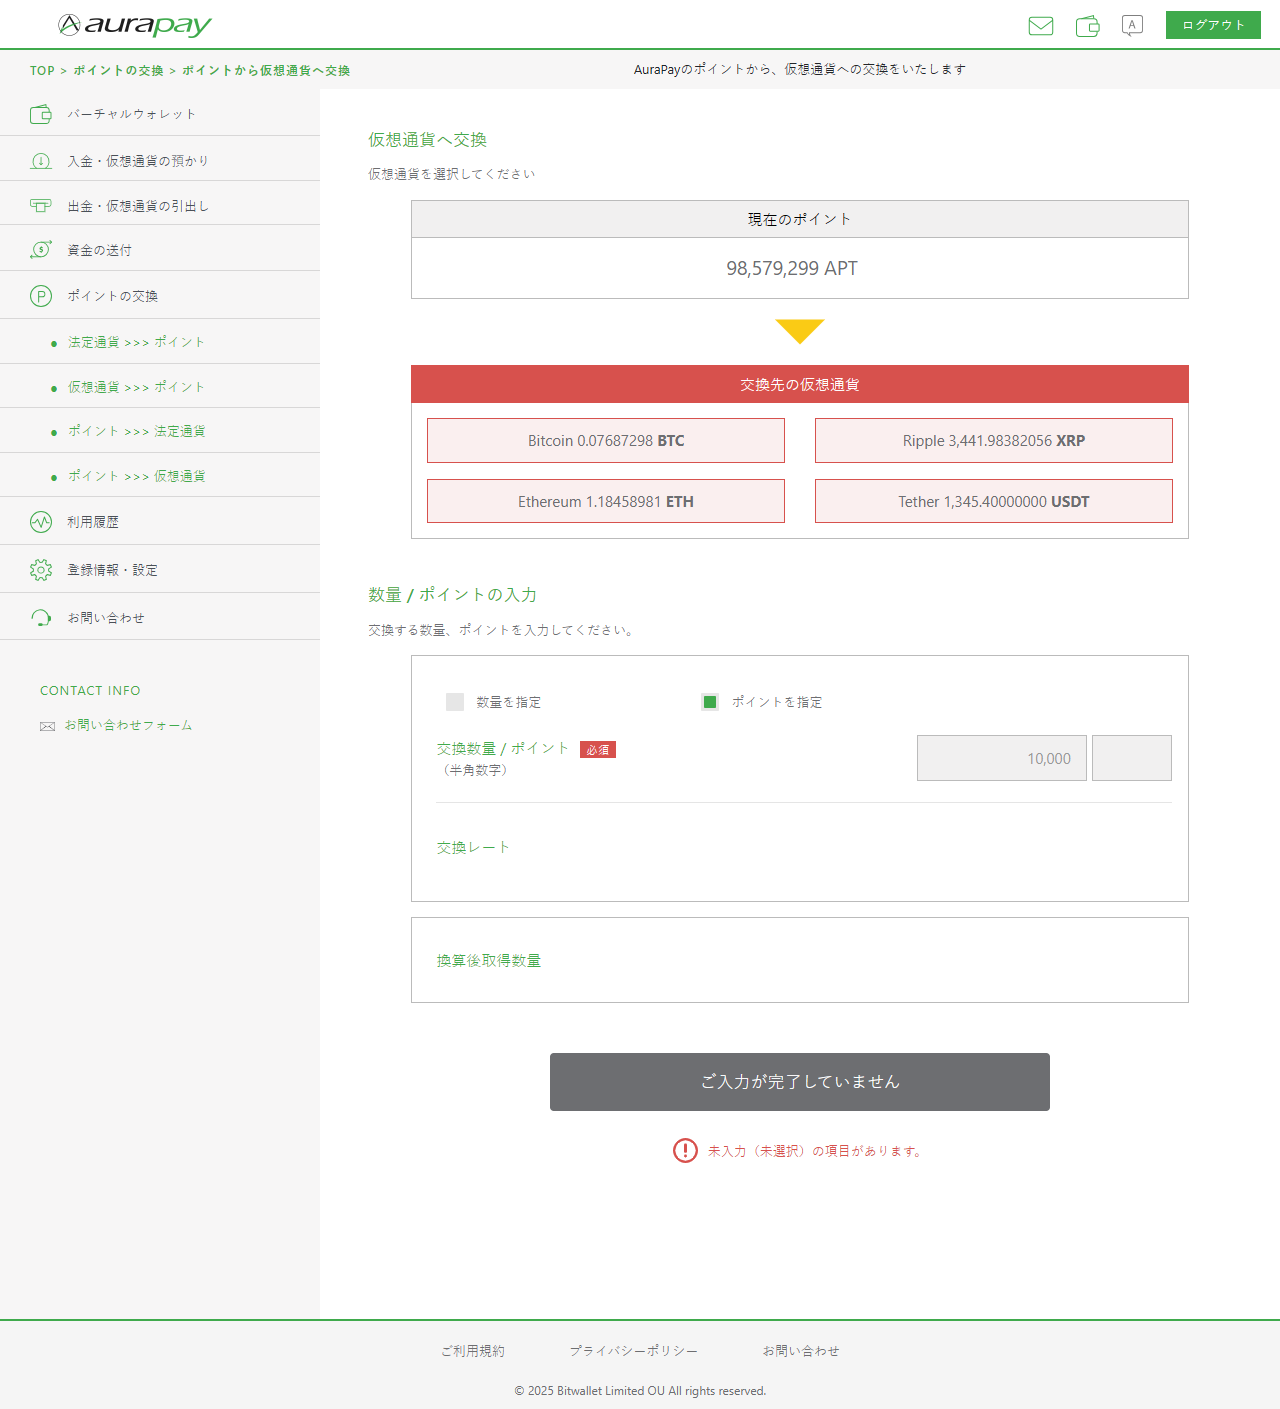 aurapay
A
ログアウト
TOP > ポイントの交換 > ポイントから仮想通貨へ交換
AuraPayのポイントから、仮想通貨への交換をいたします
バーチャルウォレット
入金・仮想通貨の預かり
出金・仮想通貨の引出し
資金の送付
ポイントの交換
法定通貨 >>> ポイント
仮想通貨 >>> ポイント
ポイント >>> 法定通貨
ポイント >>> 仮想通貨
利用履歴
登録情報・設定
お問い合わせ
CONTACT INFO
お問い合わせフォーム
仮想通貨へ交換
仮想通貨を選択してください
現在のポイント
98,579,299 APT
交換先の仮想通貨
Bitcoin 0.07687298 BTC
Ripple 3,441.98382056 XRP
Ethereum 1.18458981 ETH
Tether 1,345.40000000 USDT
数量 / ポイントの入力
交換する数量、ポイントを入力してください。
数量を指定
ポイントを指定
交換数量 / ポイント 必須
（半角数字）
10,000
交換レート
換算後取得数量
ご入力が完了していません
未入力（未選択）の項目があります。
ご利用規約
プライバシーポリシー
お問い合わせ
© 2025 Bitwallet Limited OU All rights reserved.